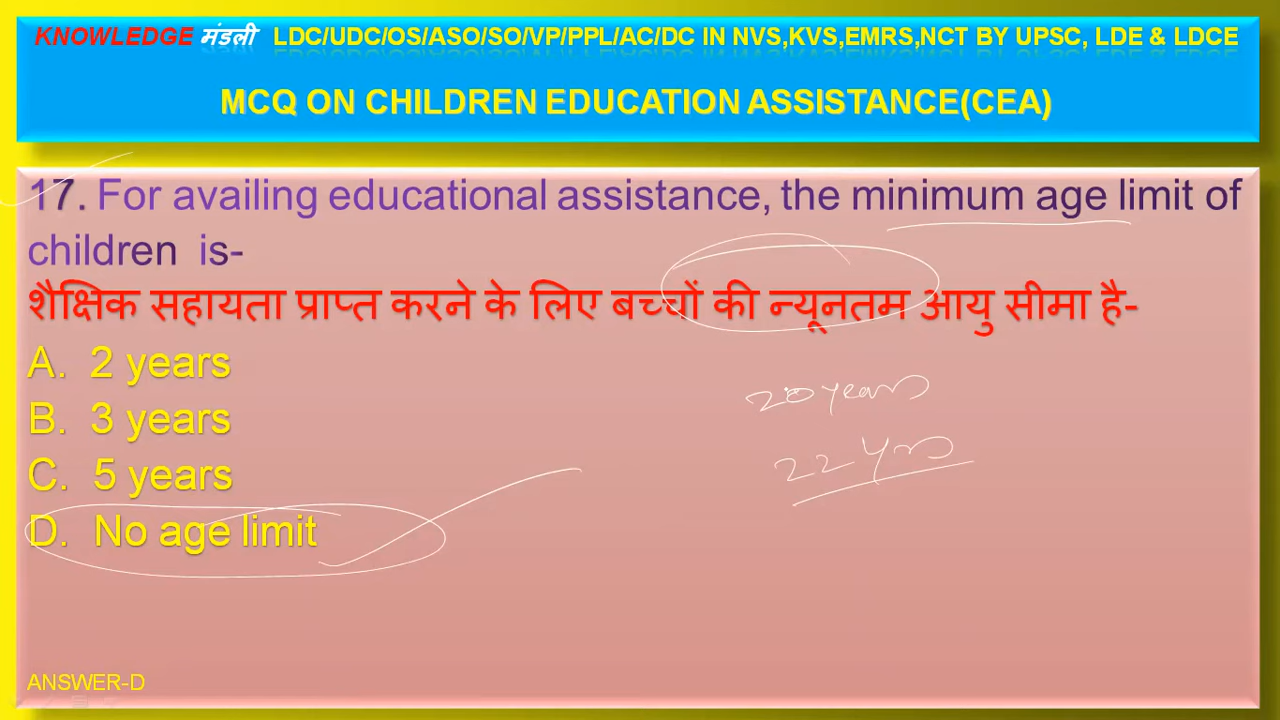 KNOWLEDGE मंडली LDC/UDC/OS/ASO/SO/VP/PPL/AC/DC IN NVS,KVS,EMRS,NCT BY UPSC, LDE & LDCE
MCQ ON CHILDREN EDUCATION ASSISTANCE(CEA)
17. For availing educational assistance, the minimum age limit of
children is-
शैक्षिक सहायता प्राप्त करने के लिए बच्चों की न्यूनतम आयु सीमा है-
A. 2 years
B. 3 years
C. 5 years
D. No age limit
20 years
22 yrs
ANSWER-D